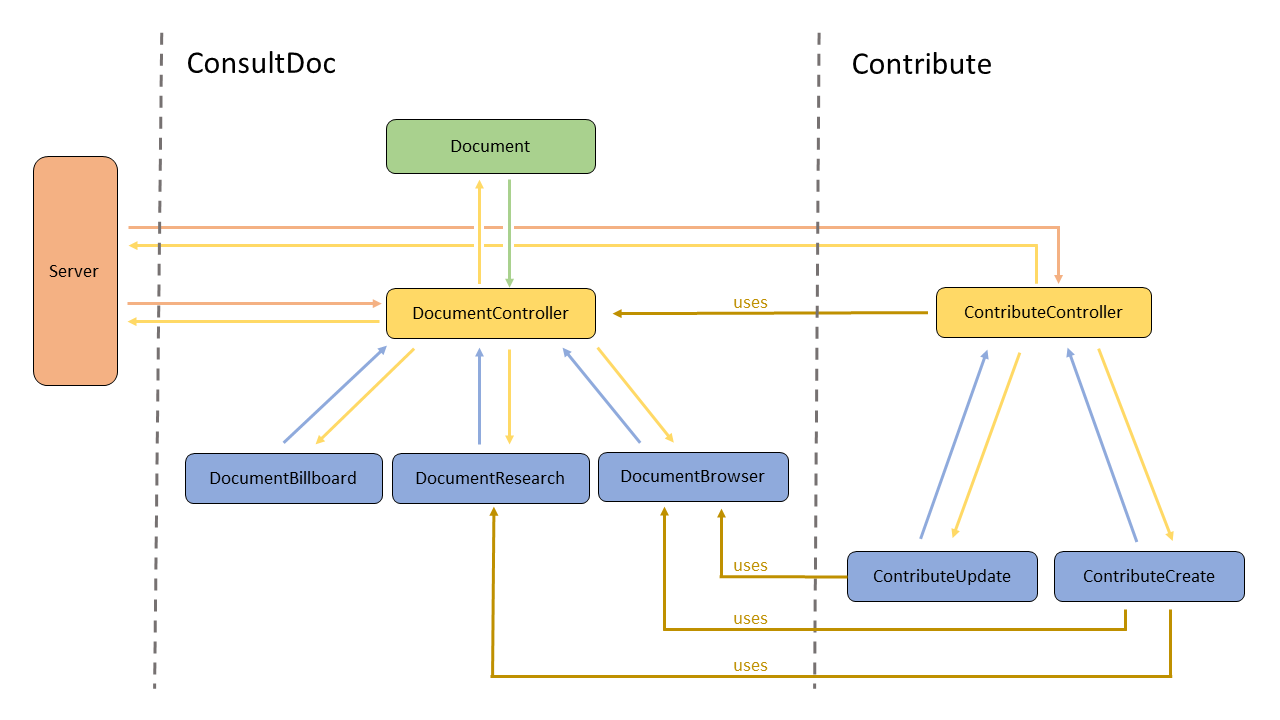 ConsultDoc
Contribute
Document
Server
DocumentController
uses
ContributeController
DocumentBillboard
DocumentResearch
DocumentBrowser
uses
ContributeUpdate
ContributeCreate
uses
uses